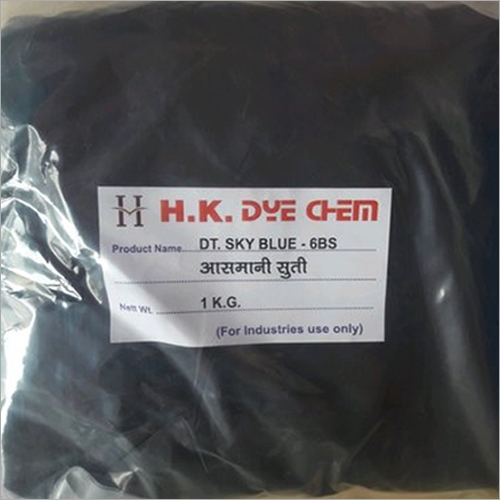 H H.K. DYE CHEM
Product Name... DT. SKY BLUE - 6BS
आसमानी सुती
Nett Wt. 1 K.G.
(For Industries use only)